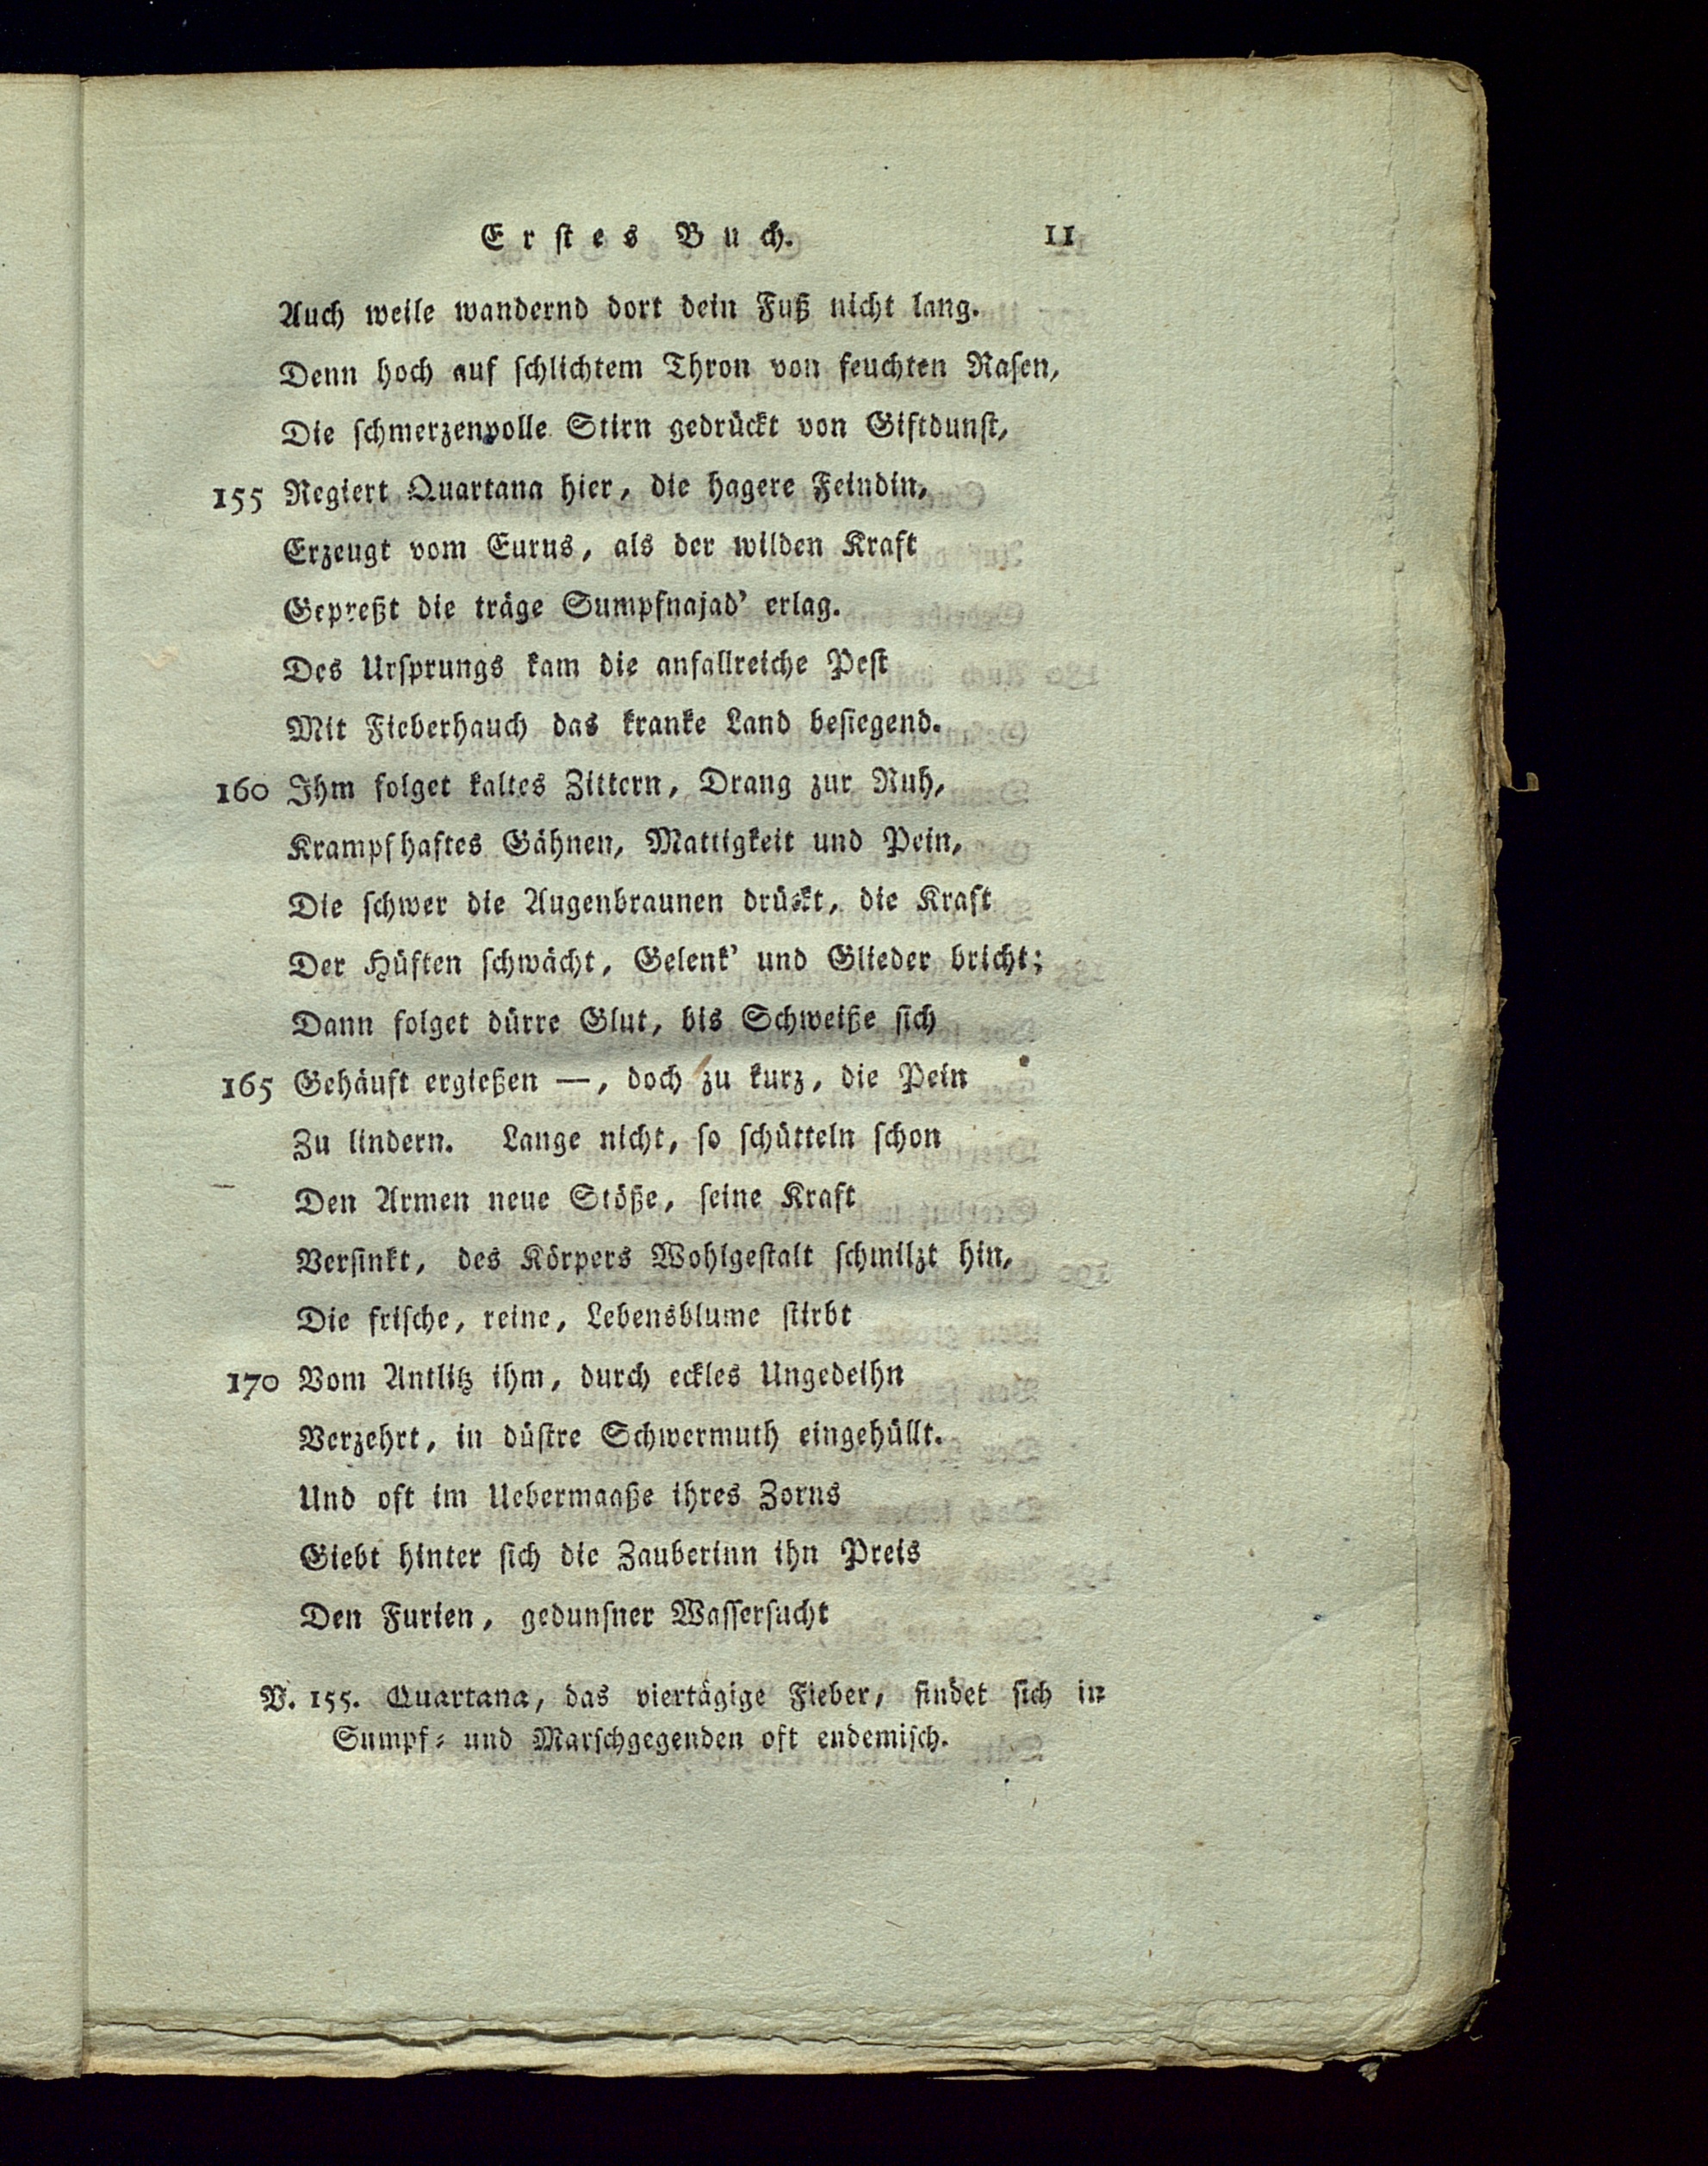 Erstes Buch. 11
Auch weile wandernd dort dein Fuß nicht lang.
Denn hoch auf schlichtem Thron von feuchten Rasen,
Die schmerzenvolle Stirn gedrückt von Giftdunst,
155 Regiert Quartana hier, die hagere Feindin,
Erzeugt vom Eurus, als der wilden Kraft
Gepreßt die träge Sumpfnajad' erlag.
Des Ursprungs kam die anfallreiche Pest
Mit Fieberhauch das kranke Land besiegend.
160 Ihm folget kaltes Zittern, Drang zur Ruh,
Krampfhaftes Gähnen, Mattigkeit und Pein,
Die schwer die Augenbraunen drückt, die Kraft
Der Hüften schwächt, Gelenk' und Glieder bricht;
Dann folget dürre Glut, bis Schweiße sich
165 Gehäuft ergießen —, doch zu kurz, die Pein
Zu lindern. Lange nicht, so schütteln schon
Den Armen neue Stöße, seine Kraft
Versinkt, des Körpers Wohlgestalt schmilzt hin,
Die frische, reine, Lebensblume stirbt
170 Vom Antlitz ihm, durch eckles Ungedeihn
Verzehrt, in düstre Schwermuth eingehüllt.
Und oft im Uebermaaße ihres Zorns
Giebt hinter sich die Zauberinn ihn Preis
Den Furien, gedunsner Wassersucht
V. 155. Quartana, das viertägige Fieber, findet sich in
Sumpf- und Marschgegenden oft endemisch.